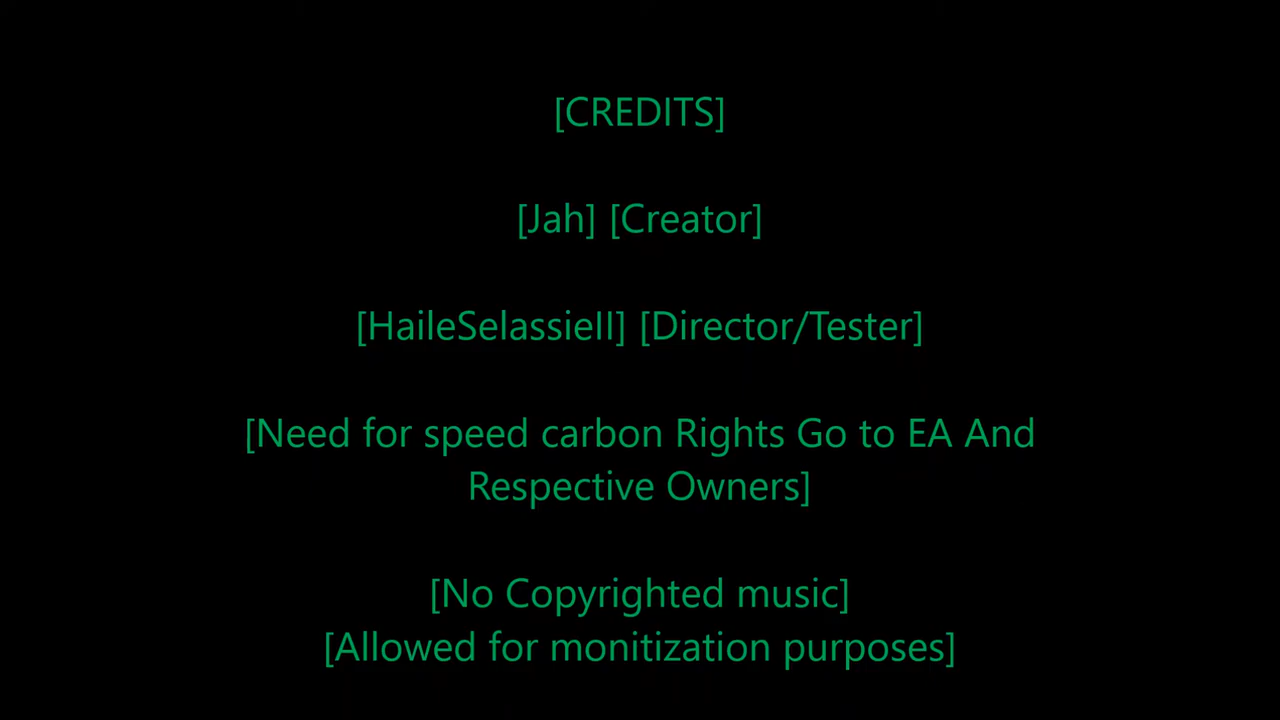 [CREDITS]
[Jah] [Creator]
[HaileSelassieII] [Director/Tester]
[Need for speed carbon Rights Go to EA And
Respective Owners]
[No Copyrighted music]
[Allowed for monitization purposes]